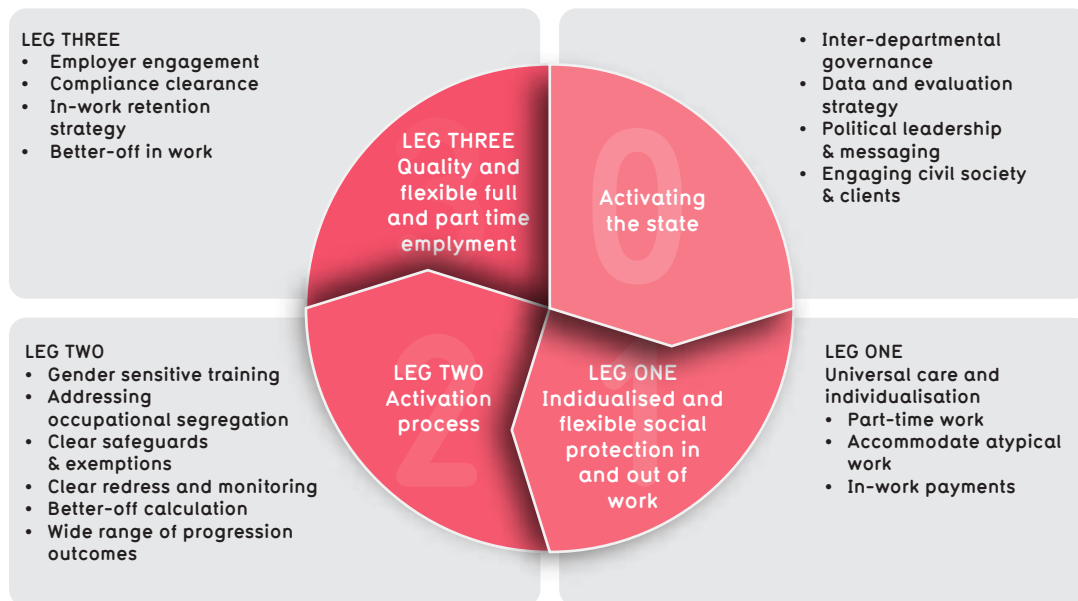 LEG THREE
• Employer engagement
• Compliance clearance
• In-work retention
strategy
• Better-off in work
• Inter-departmental
governance
• Data and evaluation
strategy
• Political leadership
& messaging
• Engaging civil society
& clients
LEG THREE
Quality and
flexible full
and part time
emplyment
0
Activating
the state
LEG TWO
• Gender sensitive training
• Addressing
occupational segregation
• Clear safeguards
& exemptions
• Clear redress and monitoring
• Better-off calculation
• Wide range of progression
outcomes
2
LEG TWO
Activation
process
1
LEG ONE
Indidualised and
flexible social
protection in
and out of
work
LEG ONE
Universal care and
individualisation
• Part-time work
• Accommodate atypical
work
• In-work payments